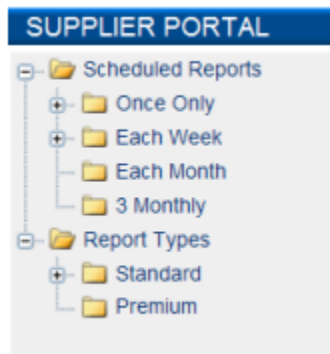 SUPPLIER PORTAL
Scheduled Reports
Once Only
Each Week
Each Month
3 Monthly
Report Types
Standard
Premium